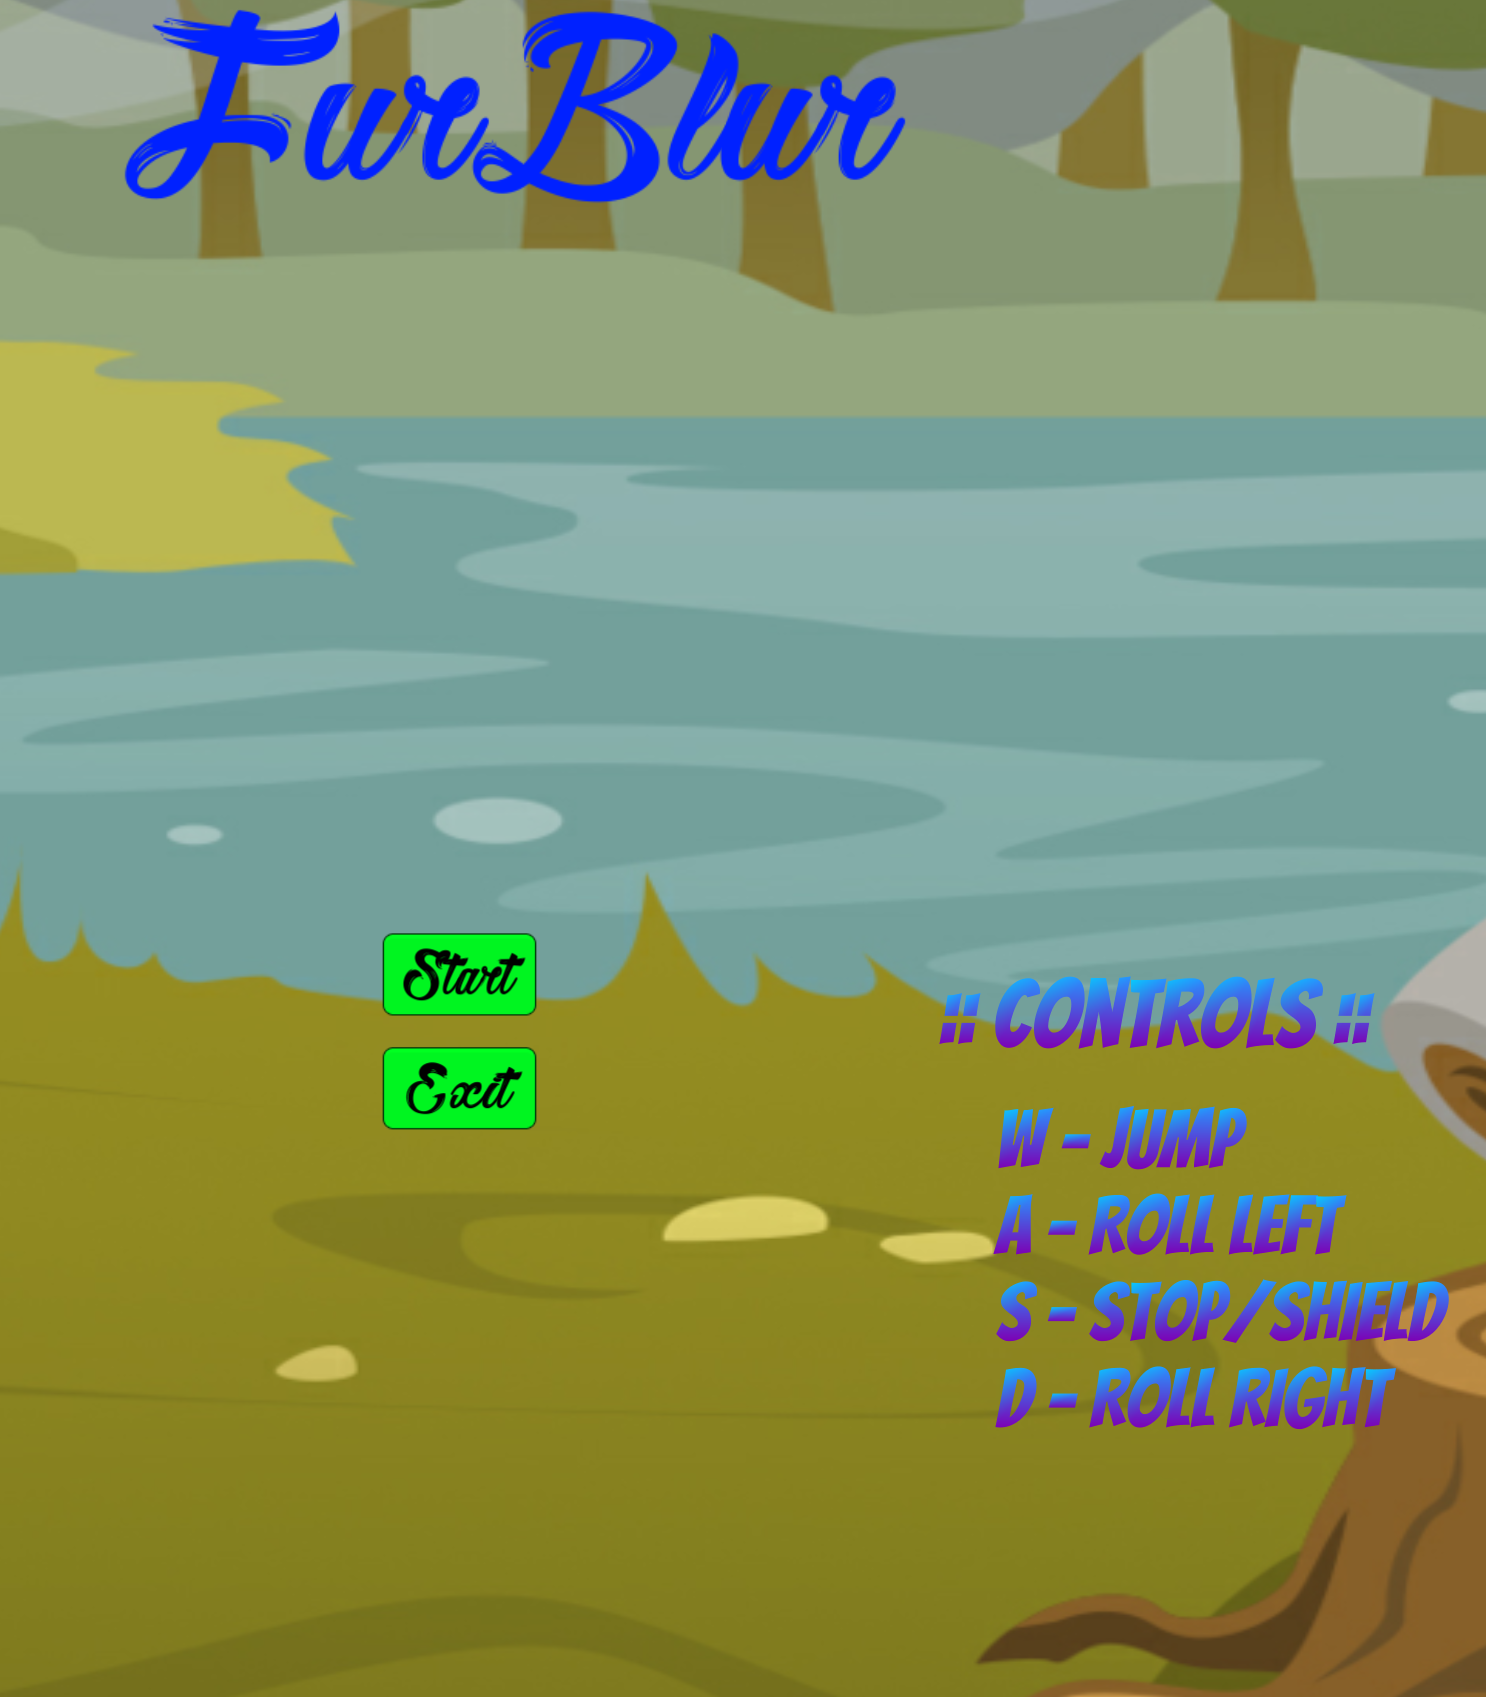 FurBlur
Start
Exit
:: CONTROLS ::
W - JUMP
A - ROLL LEFT
S - STOP/SHIELD
D - ROLL RIGHT